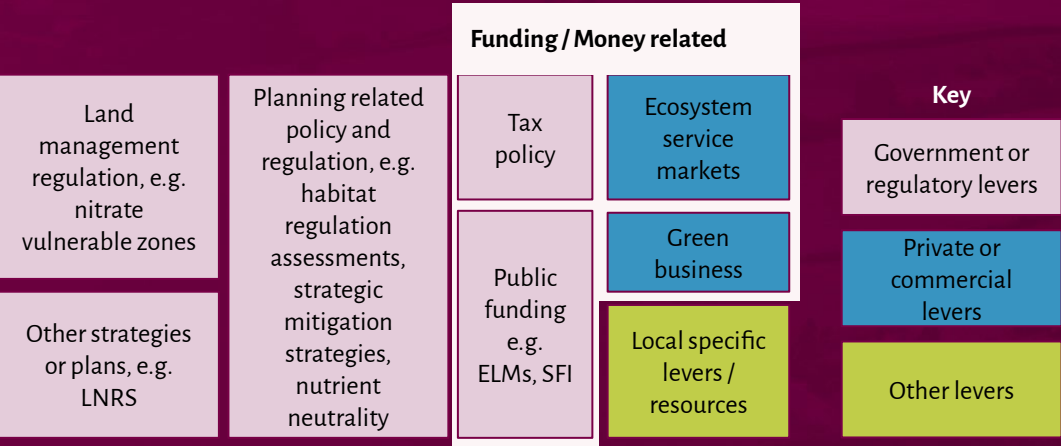 Funding / Money related
Land
management
regulation, e.g.
nitrate
vulnerable zones
Other strategies
or plans, e.g.
LNRS
Planning related
policy and
regulation, e.g.
habitat
regulation
assessments,
strategic
mitigation
strategies,
nutrient
neutrality
Tax
policy
Public
funding
e.g.
ELMs, SFI
Ecosystem
service
markets
Green
business
Local specific
levers /
resources
Key
Government or
regulatory levers
Private or
commercial
levers
Other levers